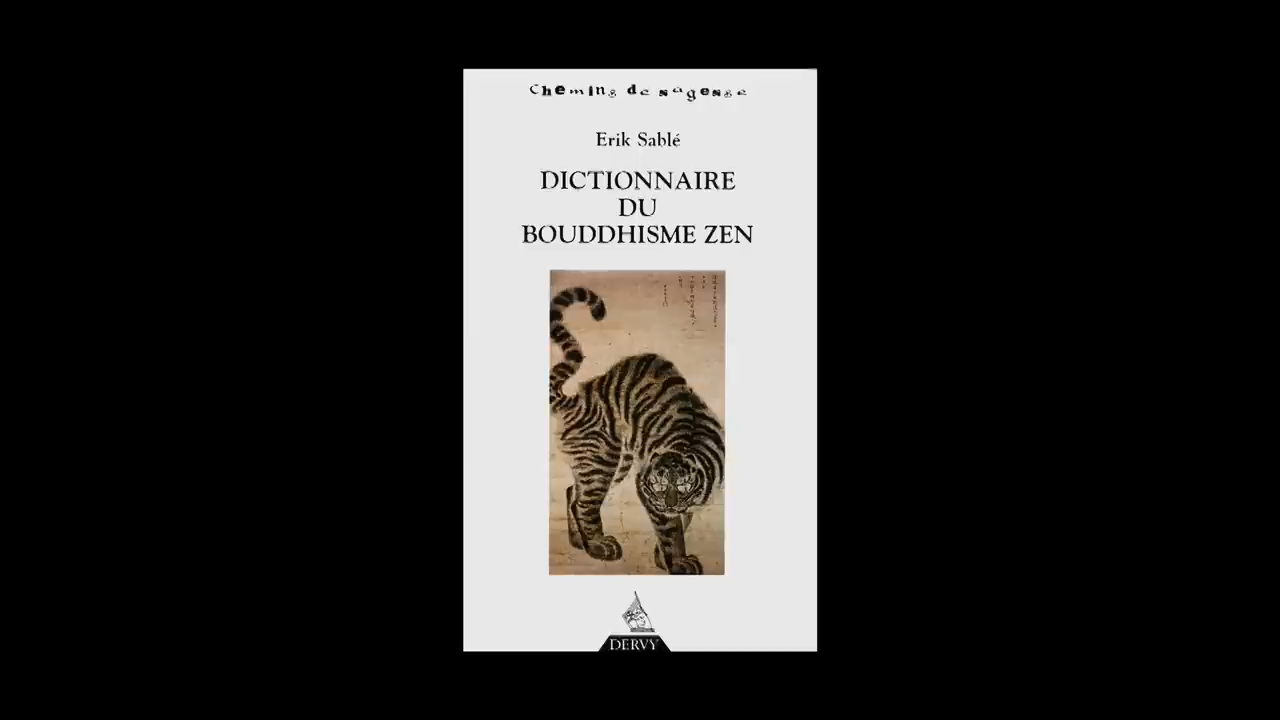 Chemins de sagesse
Erik Sablé
DICTIONNAIRE
DU
BOUDDHISME ZEN
DERVY